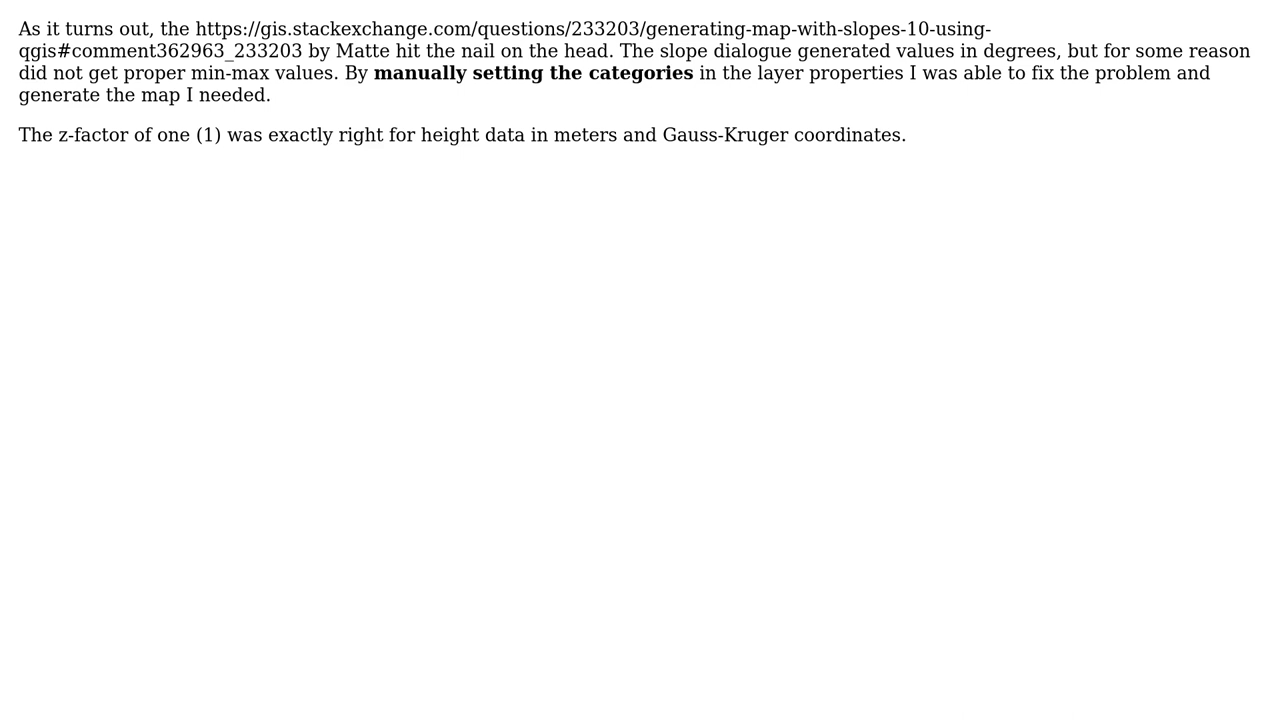 As it turns out, the https://gis.stackexchange.com/questions/233203/generating-map-with-slopes-10-using-
qgis#comment362963_233203 by Matte hit the nail on the head. The slope dialogue generated values in degrees, but for some reason
did not get proper min-max values. By manually setting the categories in the layer properties I was able to fix the problem and
generate the map I needed.
The z-factor of one (1) was exactly right for height data in meters and Gauss-Kruger coordinates.